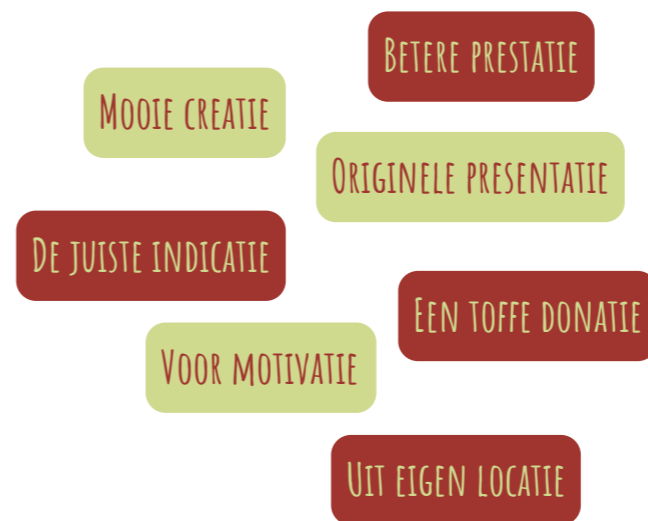 Betere prestatie
Mooie creatie
Originele presentatie
De juiste indicatie
Een toffe donatie
Voor motivatie
Uit eigen locatie